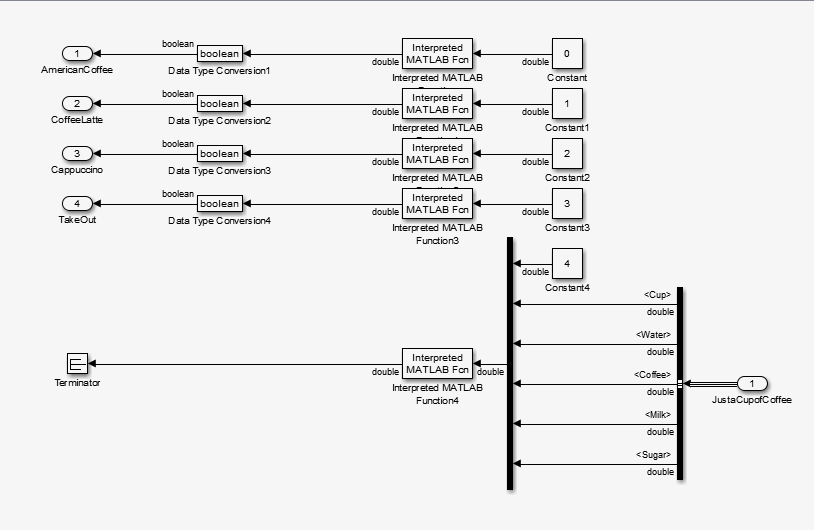 boolean
1
boolean
double
Interpreted
MATLAB Fcn
double
0
AmericanCoffee
Data Type Conversion1
Interpreted MATLAB
Constant
boolean
2
boolean
double
Interpreted
MATLAB Fcn
double
1
CoffeeLatte
Data Type Conversion2
Interpreted MATLAB
Constant1
boolean
3
boolean
double
Interpreted
MATLAB Fcn
double
2
Cappuccino
Data Type Conversion3
Interpreted MATLAB
Constant2
boolean
4
boolean
double
Interpreted
MATLAB Fcn
double
3
TakeOut
Data Type Conversion4
Interpreted MATLAB
Function3
Constant3
4
double
Constant4
<Cup>
double
<Water>
double
Terminator
double
Interpreted
MATLAB Fcn
double
Interpreted MATLAB
Function4
<Coffee>
double
1
JustaCupofCoffee
<Milk>
double
<Sugar>
double